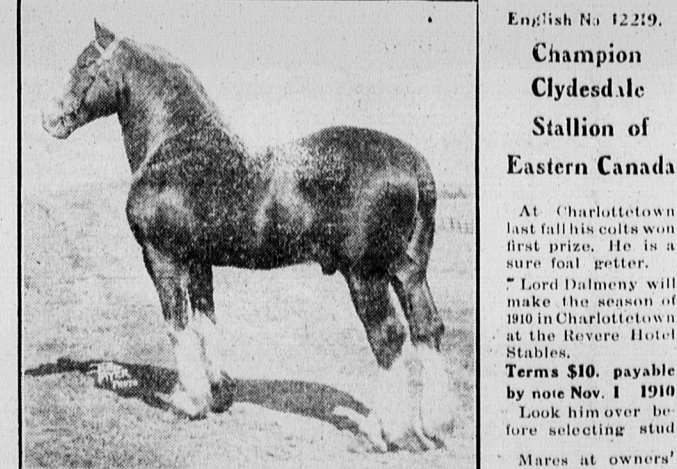 English No 12219.
Champion
Clydesdale
Stallion of
Eastern Canada
At Charlottetown
last fall his colts won
first prize. He is a
sure foal getter.
Lord Dalmeny will
make the season of
1910 in Charlottetown
at the Revere Hotel
Stables.
Terms $10. payable
by note Nov. 1 1910
Look him over be-
fore selecting stud
Mares at owners'